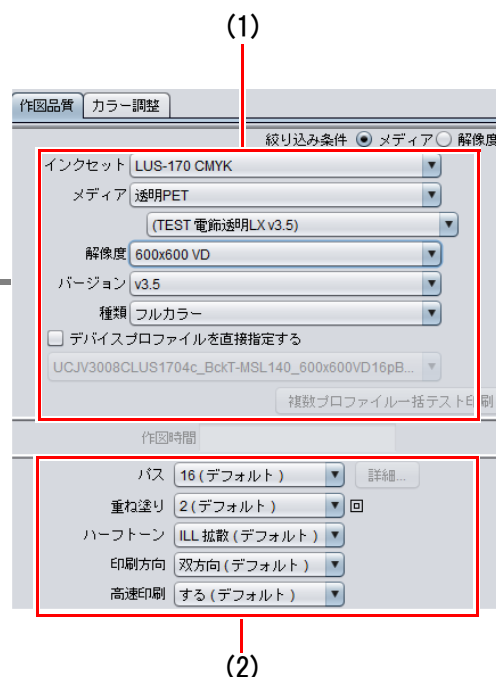 (1)
作図品質 カラー調整
絞り込み条件 メディア 解像度
インクセット LUS-170 CMYK
メディア 透明PET
(TEST 電飾透明LX v3.5)
解像度 600x600 VD
バージョン v3.5
種類 フルカラー
デバイスプロファイルを直接指定する
UCJV3008CLUS1704c_BckT-MSL140_600x600VD16pB...
複数プロファイル一括テスト印刷
作図時間
パス 16(デフォルト) 詳細...
重ね塗り 2(デフォルト) 回
ハーフトーン ILL 拡散(デフォルト)
印刷方向 双方向(デフォルト)
高速印刷 する(デフォルト)
(2)